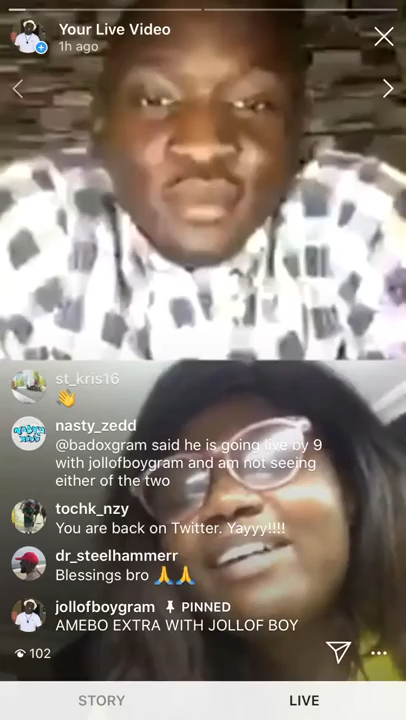 Your Live Video
1h ago
st_kris16
👋
nasty_zedd
@badoxgram said he is going live by 9
with jollofboygram and am not seeing
either of the two
tochk_nzy
You are back on Twitter. Yayyy!!!!
dr_steelhammerr
Blessings bro 🙏🙏
jollofboygram PINNED
AMEBO EXTRA WITH JOLLOF BOY
102
STORY LIVE